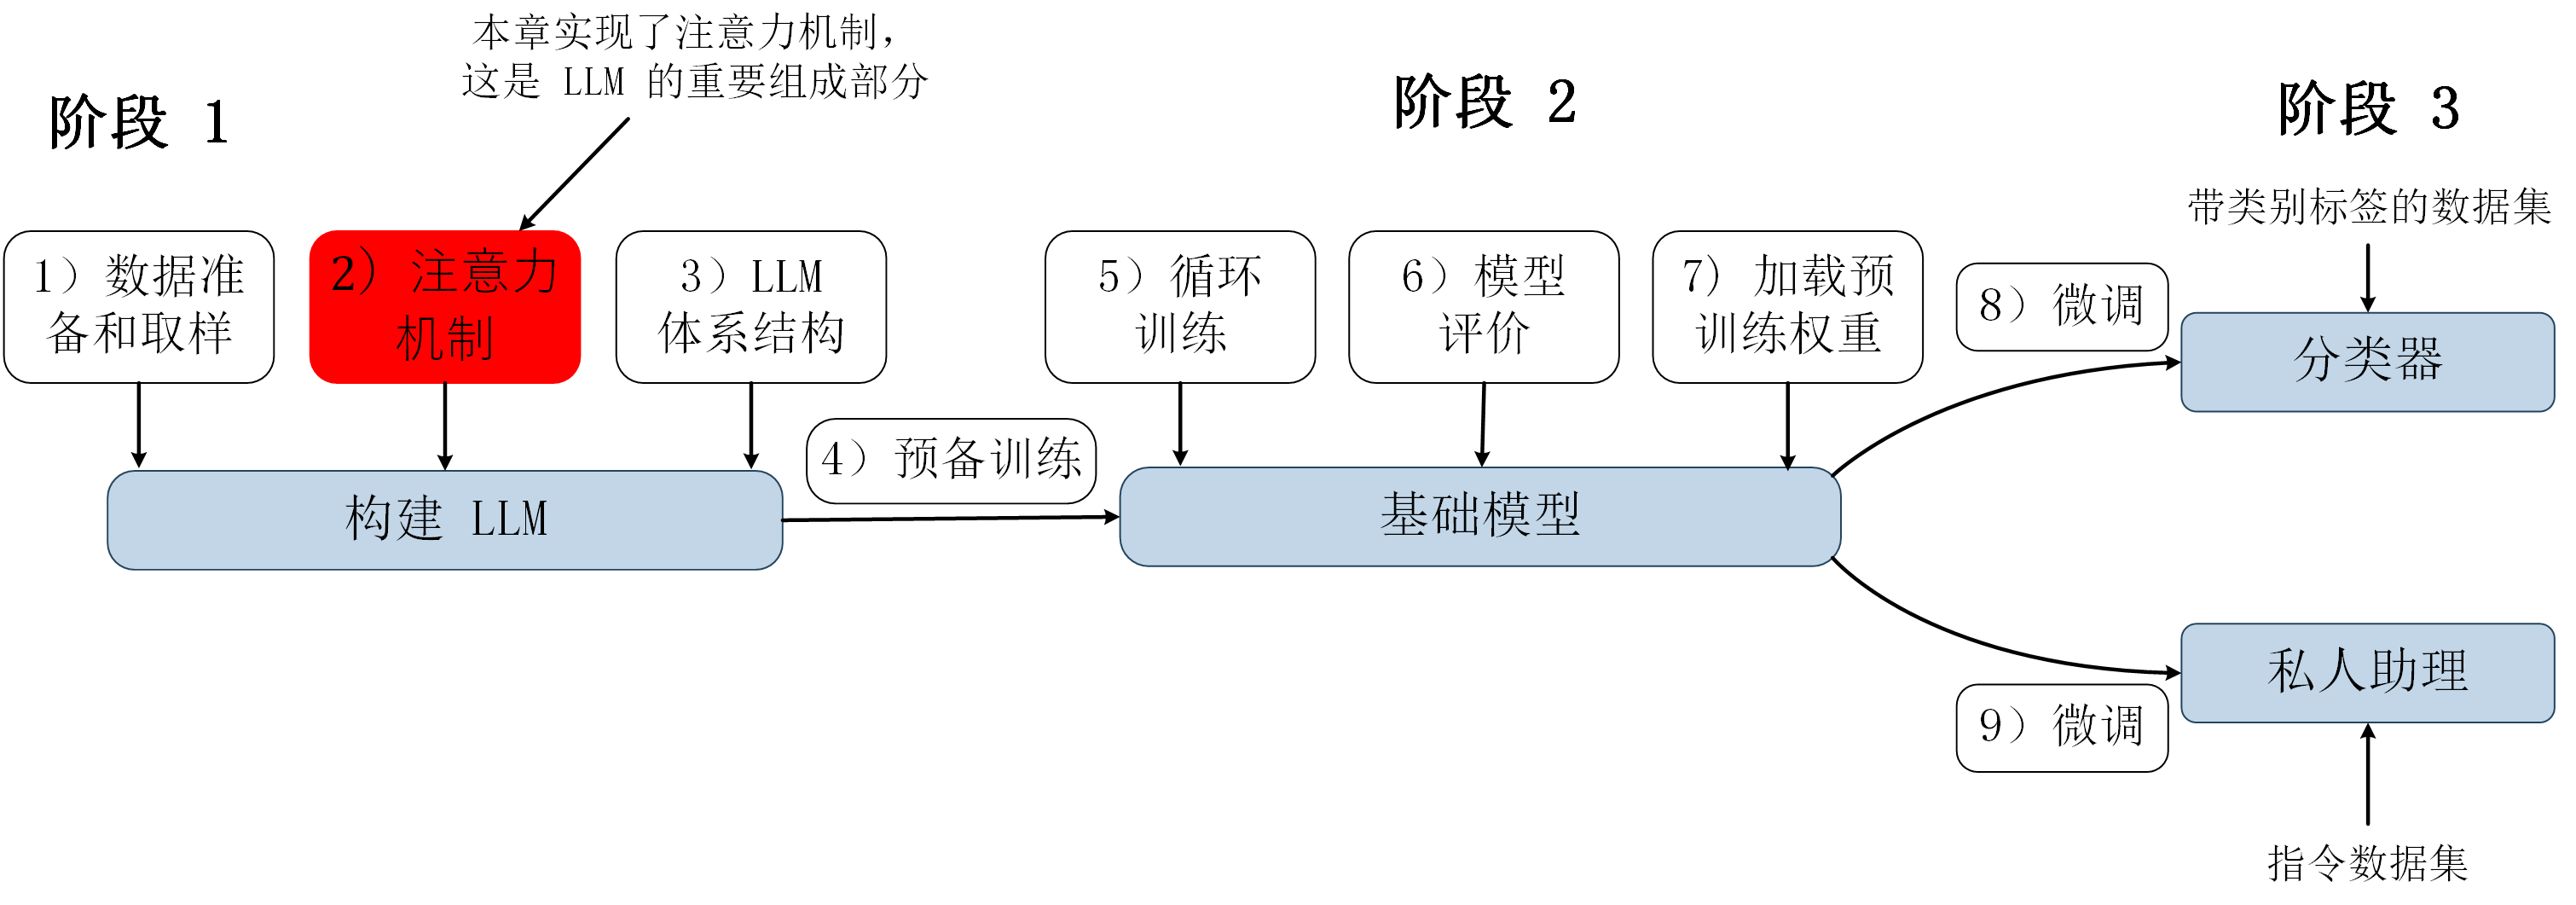 本章实现了注意力机制，
这是 LLM 的重要组成部分
阶段 1
阶段 2
阶段 3
带类别标签的数据集
1）数据准
备和取样
2）注意力
机制
3）LLM
体系结构
5）循环
训练
6）模型
评价
7）加载预
训练权重
8）微调
分类器
4）预备训练
构建 LLM
基础模型
私人助理
9）微调
指令数据集